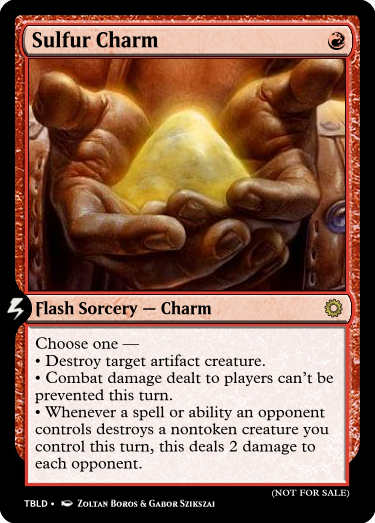 Sulfur Charm
Flash Sorcery — Charm
Choose one —
• Destroy target artifact creature.
• Combat damage dealt to players can't be
prevented this turn.
• Whenever a spell or ability an opponent
controls destroys a nontoken creature you
control this turn, this deals 2 damage to
each opponent.
(NOT FOR SALE)
TBLD • Zoltan Boros & Gabor Szikszai